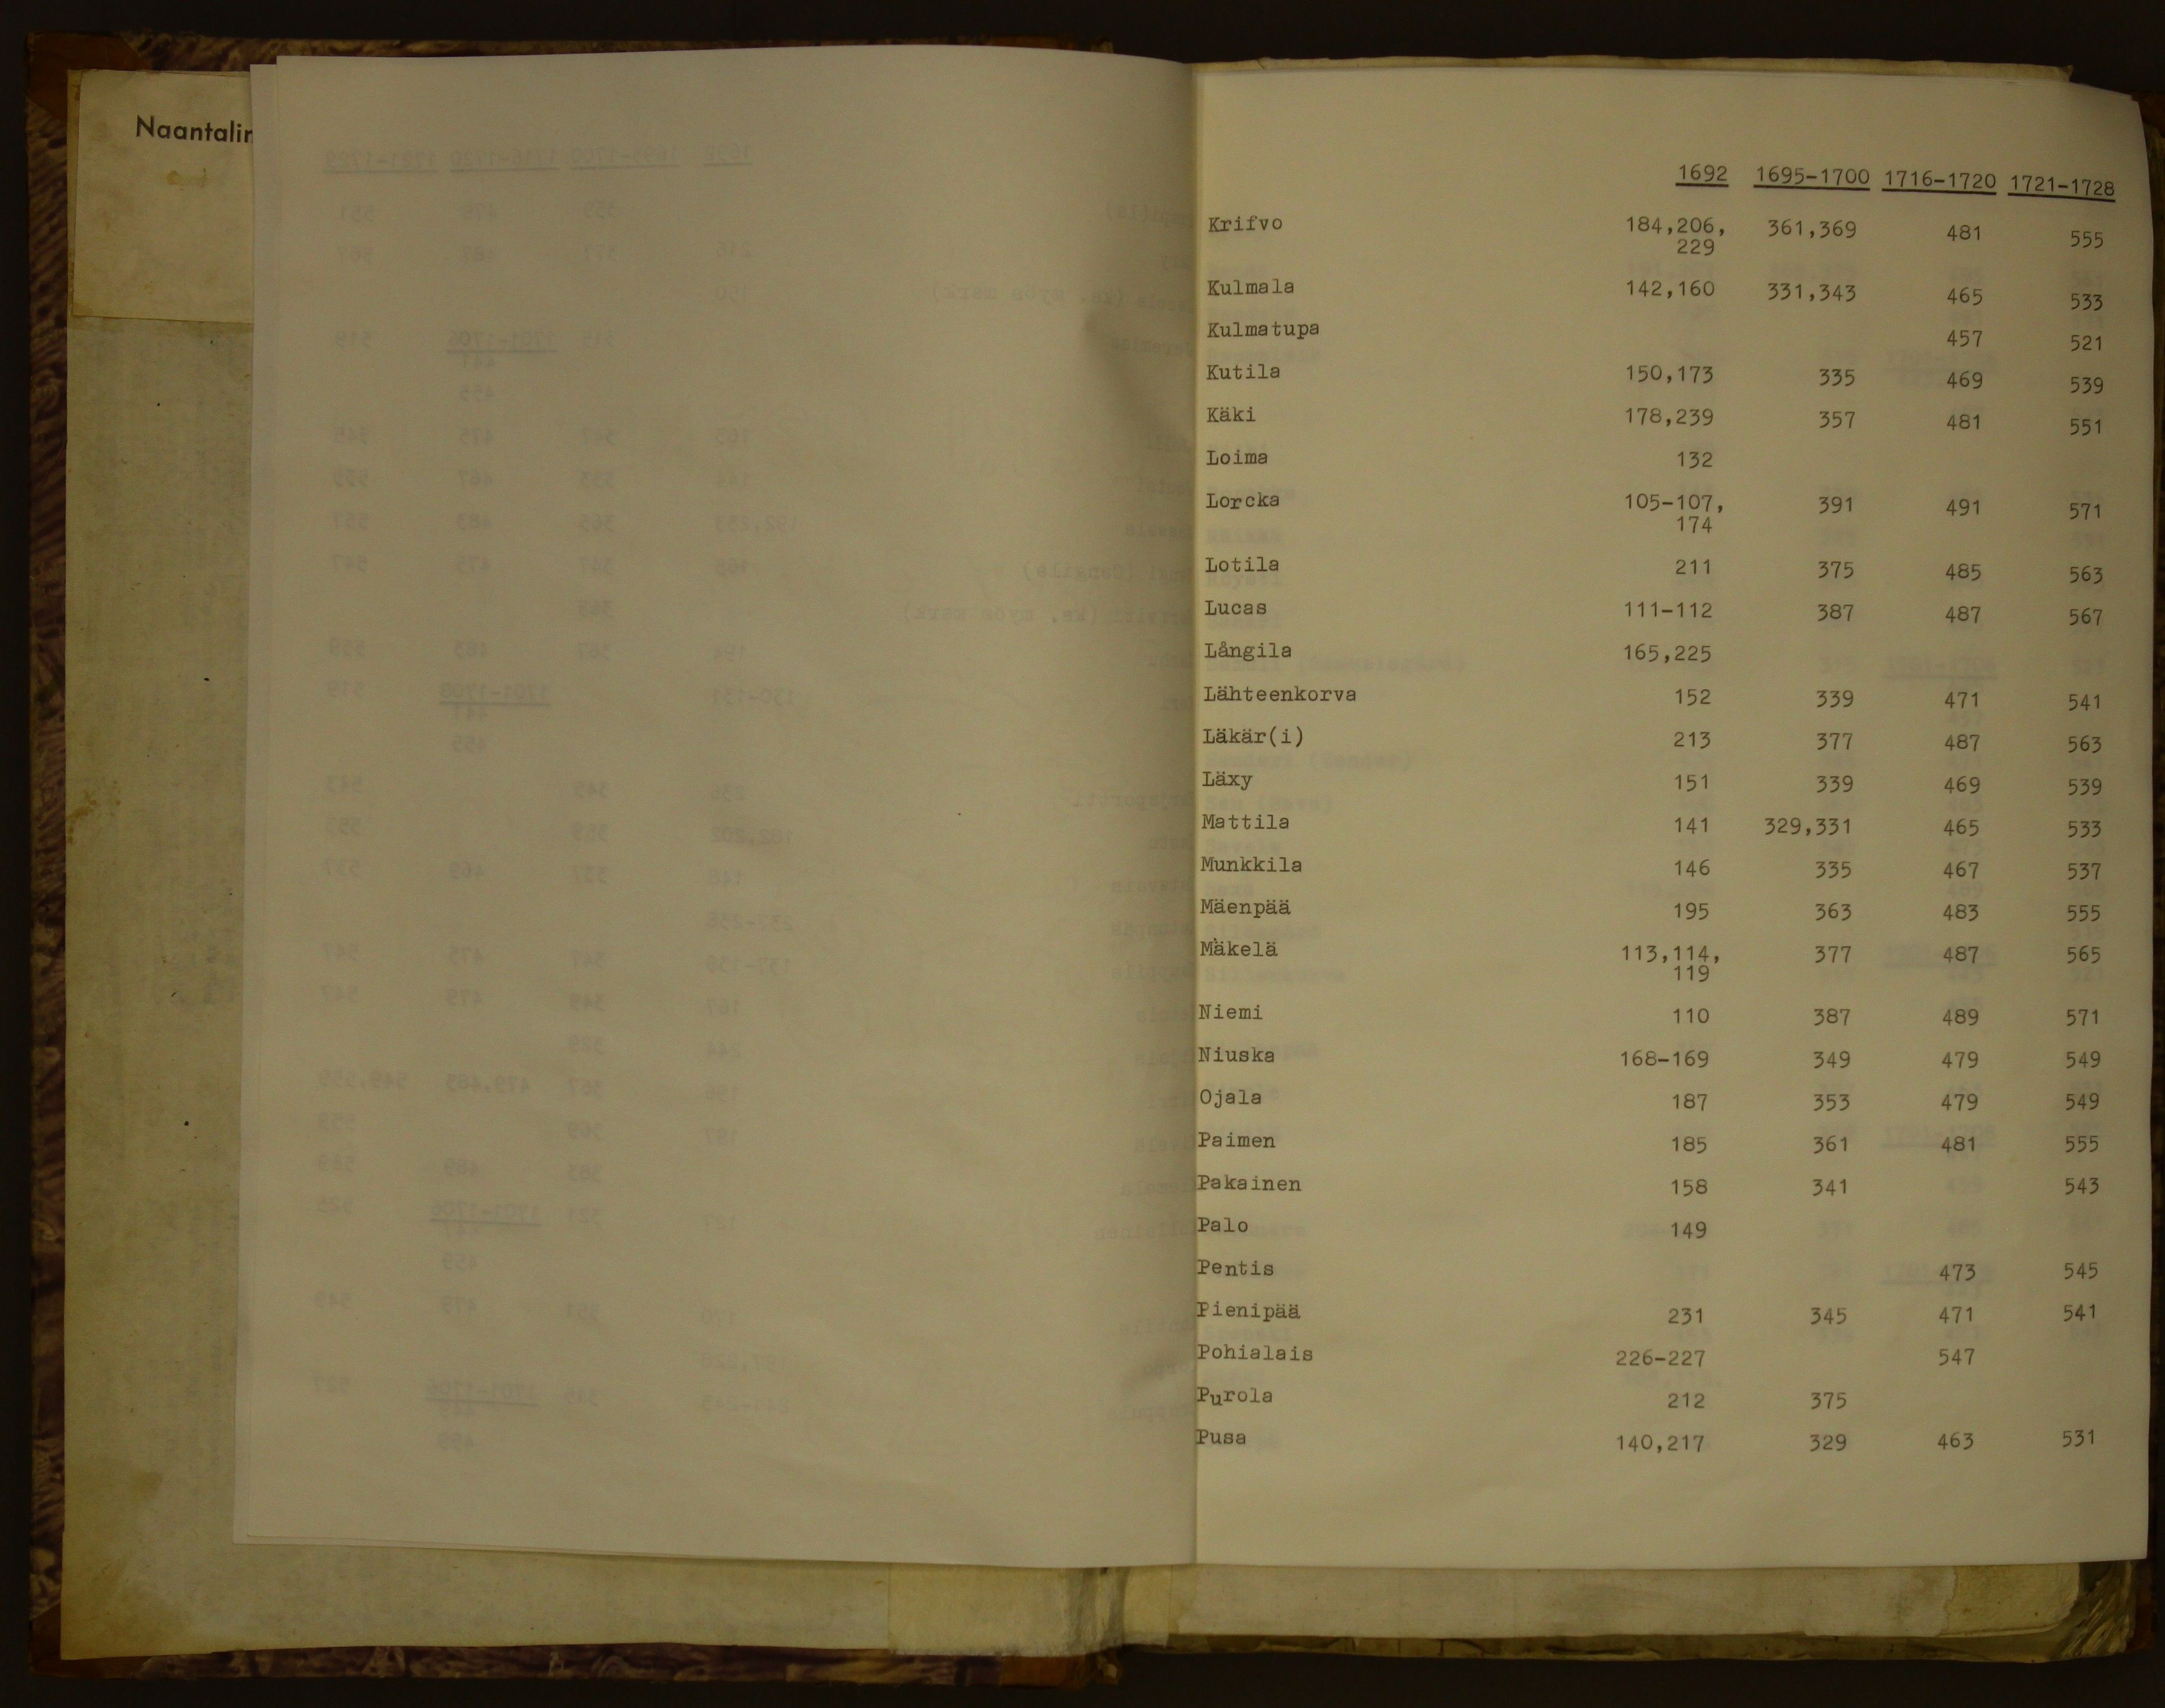 Naantalin
1692 1695-1700 1716-1720 1721-1728
Krifvo 184,206, 361,369 481 555
229
Kulmala 142,160 331,343 465 533
Kulmatupa 457 521
Kutila 150,173 335 469 539
Käki 178,239 357 481 551
Loima 132
Lorcka 105-107, 391 491 571
174
Lotila 211 375 485 563
Lucas 111-112 387 487 567
Långila 165,225
Lähteenkorva 152 339 471 541
Läkär(i) 213 377 487 563
Läxy 151 339 469 539
Mattila 141 329,331 465 533
Munkkila 146 335 467 537
Mäenpää 195 363 483 555
Mäkelä 113,114, 377 487 565
119
Niemi 110 387 489 571
Niuska 168-169 349 479 549
Ojala 187 353 479 549
Paimen 185 361 481 555
Pakainen 158 341 543
Palo 149
Pentis 473 545
Pienipää 231 345 471 541
Pohialais 226-227 547
Purola 212 375
Pusa 140,217 329 463 531